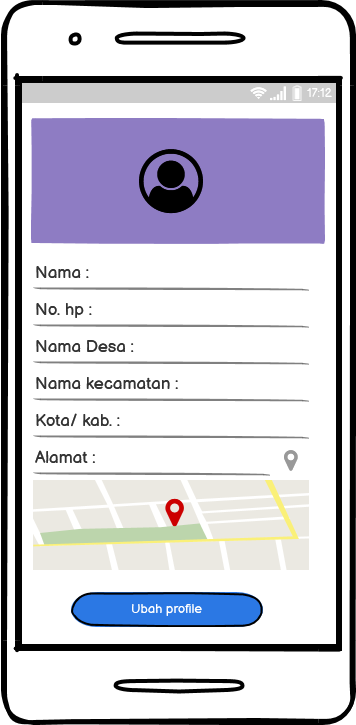 17:12
Nama :
No. hp :
Nama Desa :
Nama kecamatan :
Kota/ kab. :
Alamat :
Ubah profile